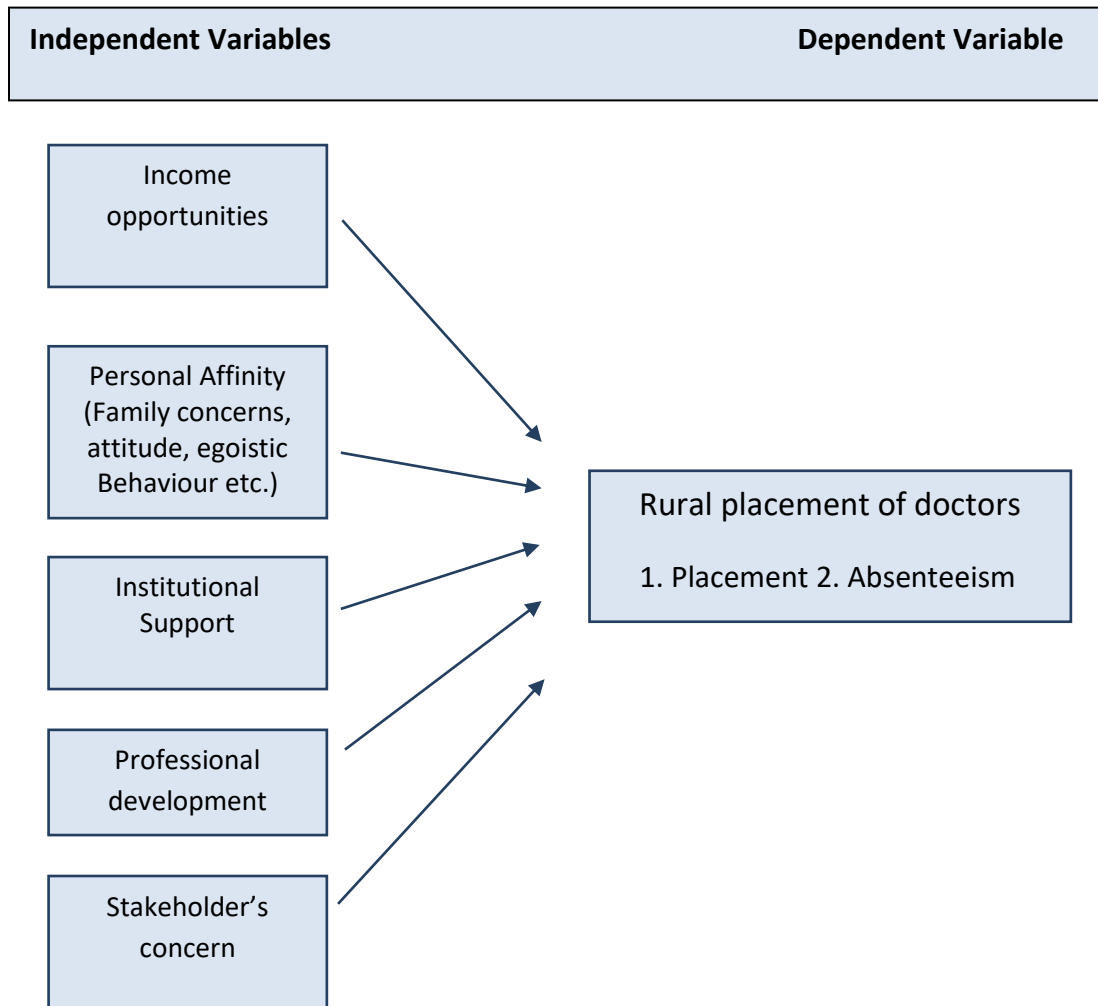 Independent Variables Dependent Variable
Income
opportunities
Personal Affinity
(Family concerns,
attitude, egoistic
Behaviour etc.)
Institutional
Support
Professional
development
Stakeholder’s
concern
Rural placement of doctors
1. Placement 2. Absenteeism